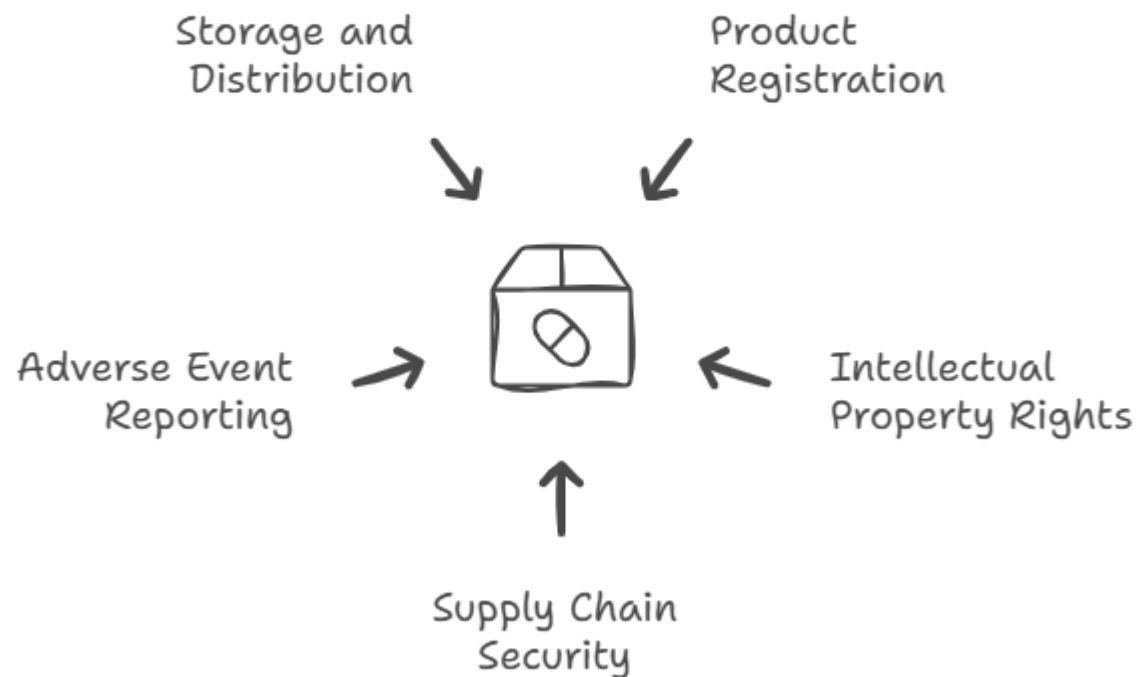 Storage and
Distribution
Product
Registration
Adverse Event
Reporting
Intellectual
Property Rights
Supply Chain
Security